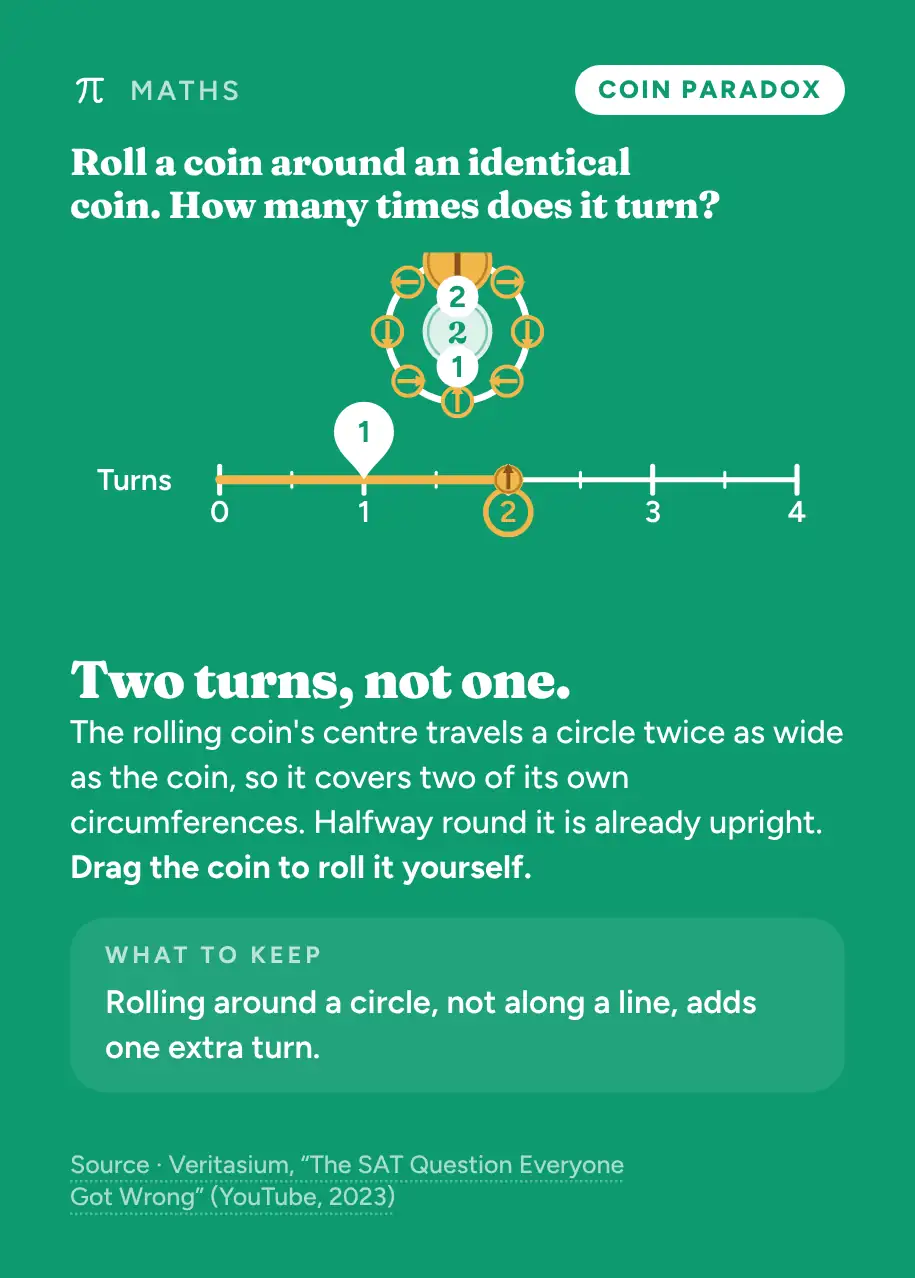 π MATHS
COIN PARADOX
Roll a coin around an identical
coin. How many times does it turn?
2
2
1
1
Turns
0
1
2
3
4
Two turns, not one.
The rolling coin's centre travels a circle twice as wide
as the coin, so it covers two of its own
circumferences. Halfway round it is already upright.
Drag the coin to roll it yourself.
WHAT TO KEEP
Rolling around a circle, not along a line, adds
one extra turn.
Source · Veritasium, “The SAT Question Everyone
Got Wrong” (YouTube, 2023)